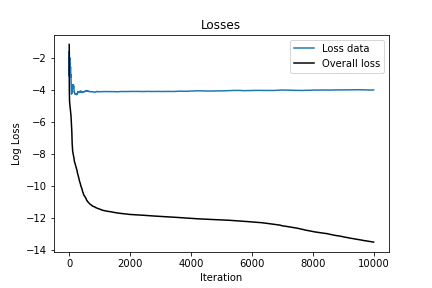 Losses
Loss data
Overall loss
Log Loss
−2
−4
−6
−8
−10
−12
−14
0
2000
4000
6000
8000
10000
Iteration